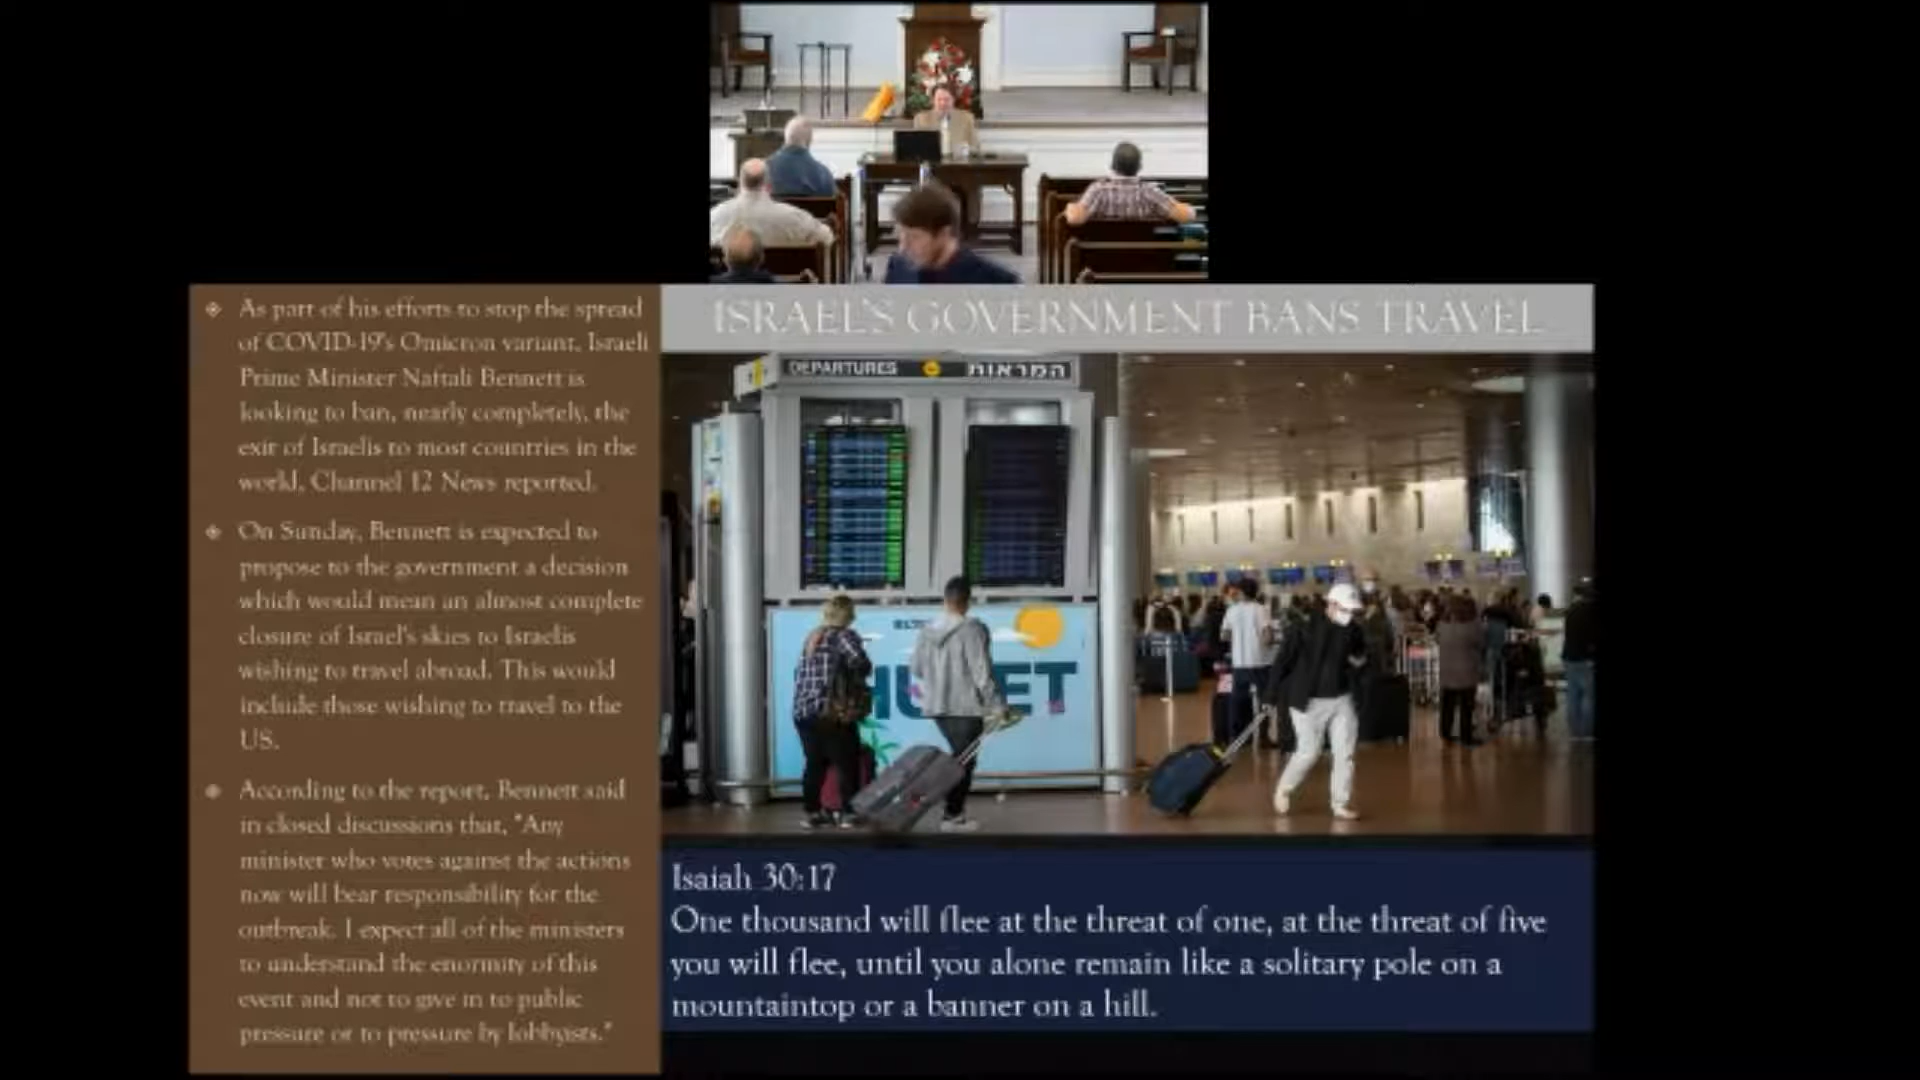 ❖ As part of his efforts to stop the spread
of COVID-19's Omicron variant, Israeli
Prime Minister Naftali Bennett is
looking to ban, nearly completely, the
exit of Israelis to most countries in the
world, Channel 12 News reported.
❖ On Sunday, Bennett is expected to
propose to the government a decision
which would mean an almost complete
closure of Israel's skies to Israelis
wishing to travel abroad. This would
include those wishing to travel to the
US.
❖ According to the report, Bennett said
in closed discussions that, "Any
minister who votes against the actions
now will bear responsibility for the
outbreak. I expect all of the ministers
to understand the enormity of this
event and not to give in to public
pressure or to pressure by lobbyists."
ISRAEL'S GOVERNMENT BANS TRAVEL
DEPARTURES המראות
Isaiah 30:17
One thousand will flee at the threat of one, at the threat of five
you will flee, until you alone remain like a solitary pole on a
mountaintop or a banner on a hill.